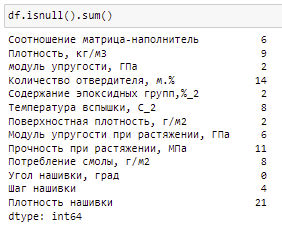 df.isnull().sum()
Соотношение матрица-наполнитель 6
Плотность, кг/м3 9
модуль упругости, ГПа 2
Количество отвердителя, м.% 14
Содержание эпоксидных групп,%_2 2
Температура вспышки, С_2 8
Поверхностная плотность, г/м2 2
Модуль упругости при растяжении, ГПа 6
Прочность при растяжении, МПа 11
Потребление смолы, г/м2 8
Угол нашивки, град 0
Шаг нашивки 4
Плотность нашивки 21
dtype: int64